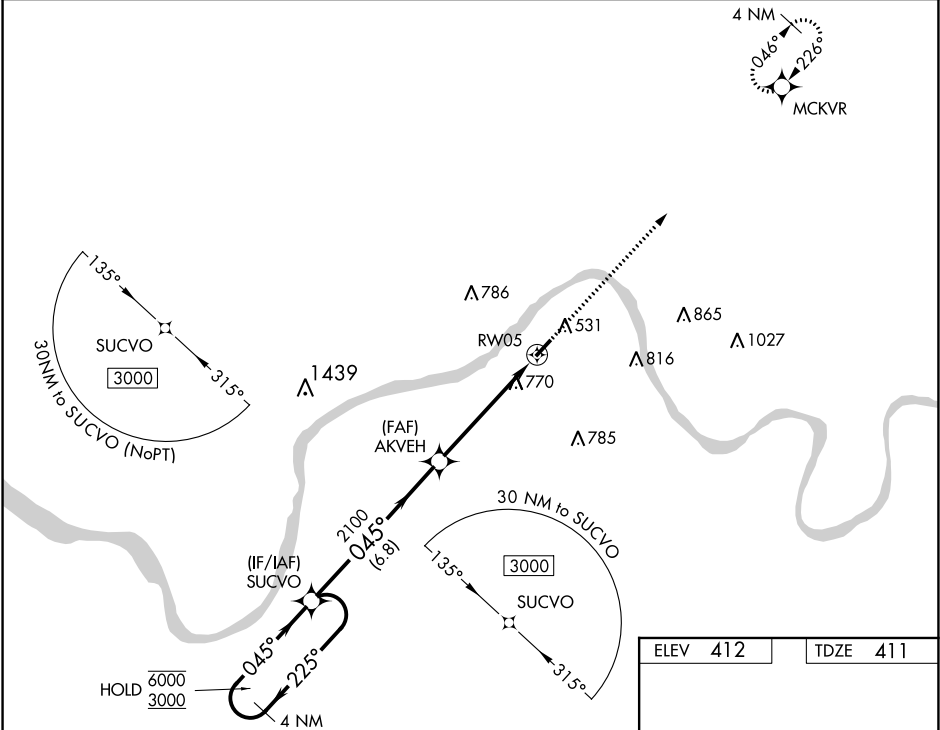 4 NM
046°
226°
MCKVR
135°
SUCVO
3000
315°
30NM to SUCVO (NoPT)
1439
786
RW05
531
865
1027
816
770
785
(FAF)
AKVEH
2100
045°
(6.8)
(IF/IAF)
SUCVO
045°
225°
HOLD
6000
3000
4 NM
30 NM to SUCVO
135°
3000
SUCVO
315°
ELEV 412
TDZE 411